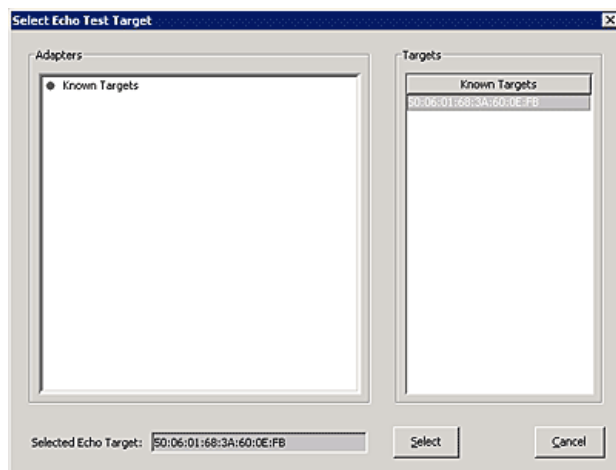 Select Echo Test Target
Adapters
Known Targets
Targets
Known Targets
50:06:01:68:3A:60:0E:FB
Selected Echo Target: 50:06:01:68:3A:60:0E:FB
Select
Cancel